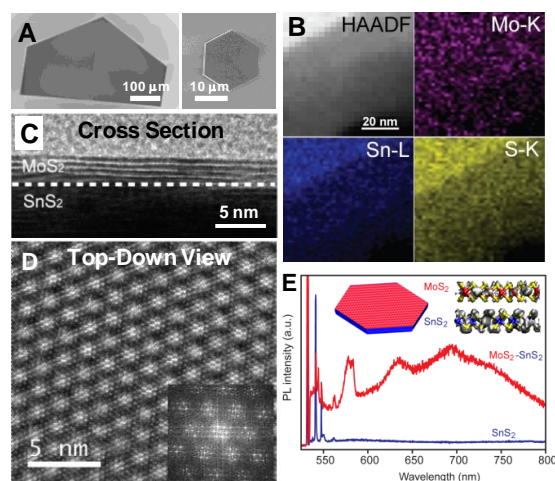 A
100 μm
10 μm
B
HAADF
Mo-K
20 nm
Sn-L
S-K
C
Cross Section
MoS₂
SnS₂
5 nm
D
Top-Down View
5 nm
E
MoS₂
SnS₂
MoS₂-SnS₂
SnS₂
PL intensity (a.u.)
550 600 650 700 750 800
Wavelength (nm)